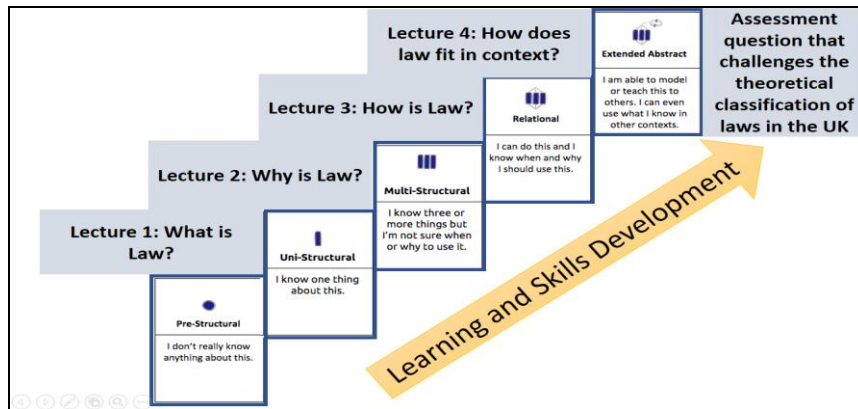 Lecture 4: How does
law fit in context?
Extended Abstract
I am able to model
or teach this to
others. I can even
use what I know in
other contexts.
Assessment
question that
challenges the
theoretical
classification of
laws in the UK
Lecture 3: How is Law?
Relational
I can do this and I
know when and why
I should use this.
Lecture 2: Why is Law?
Multi-Structural
I know three or
more things but
I'm not sure when
or why to use it.
Lecture 1: What is
Law?
Uni-Structural
I know one thing
about this.
Pre-Structural
I don't really know
anything about this.
Learning and Skills Development